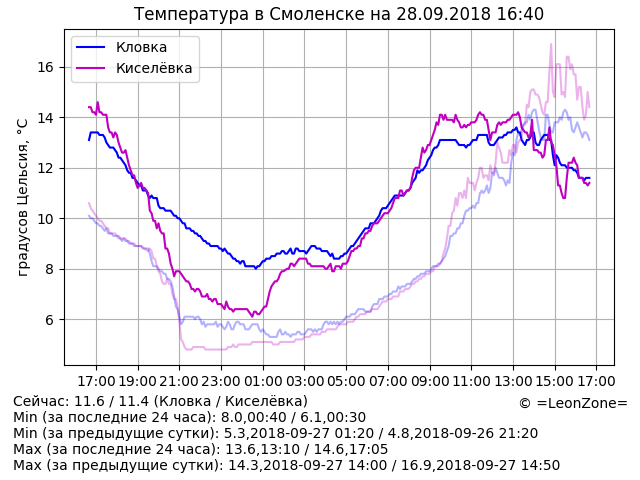 Температура в Смоленске на 28.09.2018 16:40
Кловка
Киселёвка
градусов Цельсия, °C
16
14
12
10
8
6
17:00 19:00 21:00 23:00 01:00 03:00 05:00 07:00 09:00 11:00 13:00 15:00 17:00
Сейчас: 11.6 / 11.4 (Кловка / Киселёвка)
© =LeonZone=
Min (за последние 24 часа): 8.0,00:40 / 6.1,00:30
Min (за предыдущие сутки): 5.3,2018-09-27 01:20 / 4.8,2018-09-26 21:20
Max (за последние 24 часа): 13.6,13:10 / 14.6,17:05
Max (за предыдущие сутки): 14.3,2018-09-27 14:00 / 16.9,2018-09-27 14:50